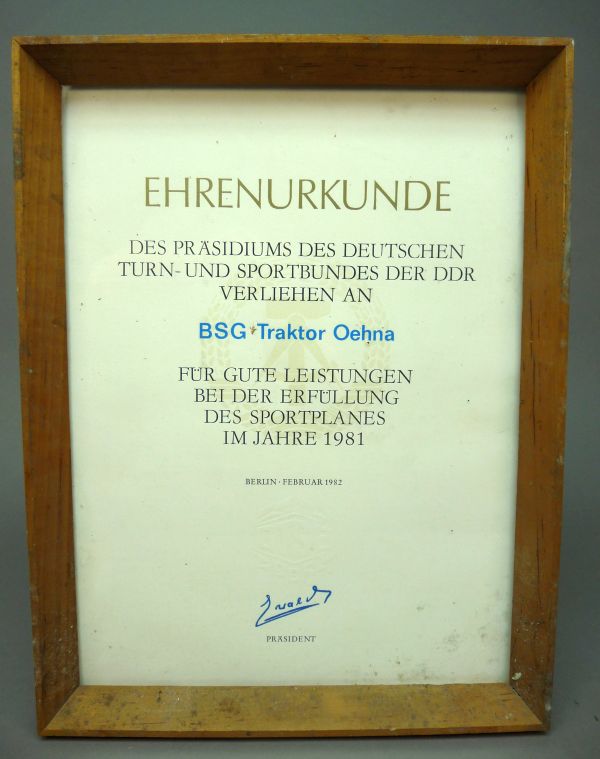 EHRENURKUNDE
DES PRÄSIDIUMS DES DEUTSCHEN
TURN- UND SPORTBUNDES DER DDR
VERLIEHEN AN
BSG Traktor Oehna
FÜR GUTE LEISTUNGEN
BEI DER ERFÜLLUNG
DES SPORTPLANES
IM JAHRE 1981
BERLIN · FEBRUAR 1982
Ewald
PRÄSIDENT